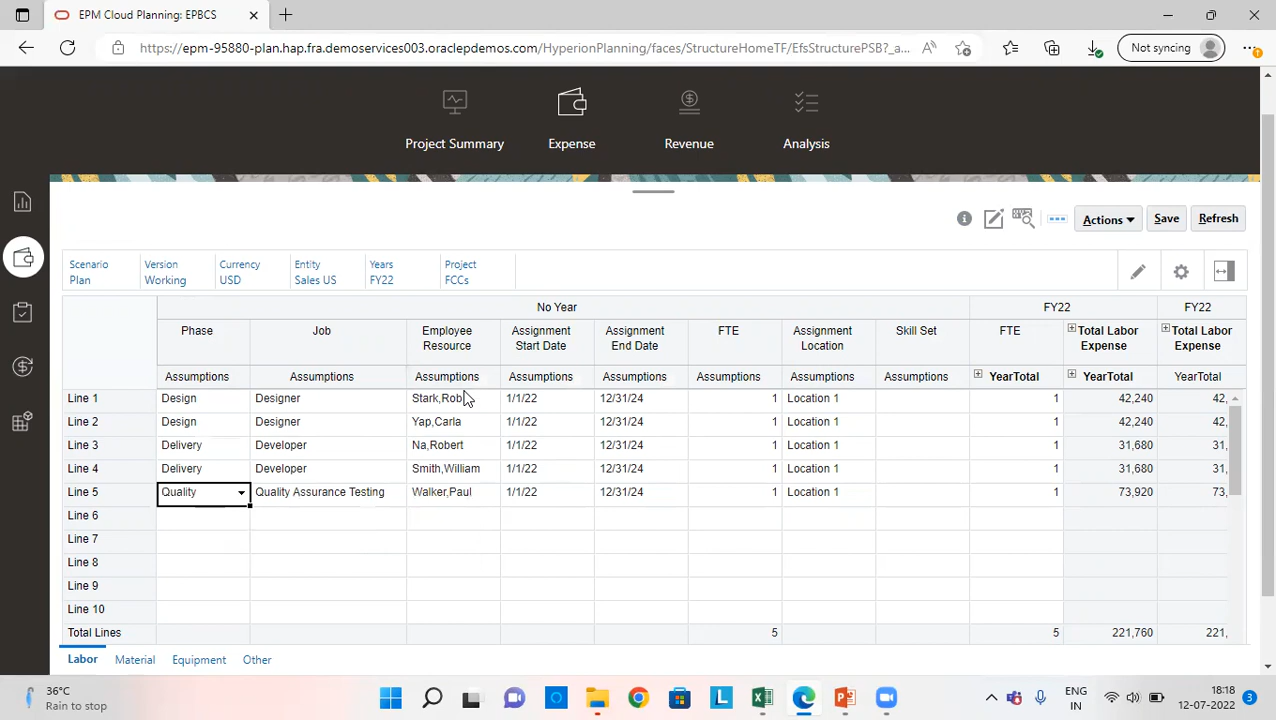 EPM Cloud Planning: EPBCS
https://epm-95880-plan.hap.fra.demoservices003.oraclepdemos.com/HyperionPlanning/faces/StructureHomeTF/EfsStructurePSB?_a...
Not syncing
Project Summary Expense Revenue Analysis
Actions Save Refresh
Scenario Version Currency Entity Years Project
Plan Working USD Sales US FY22 FCCs
No Year FY22 FY22
Phase Job Employee Resource Assignment Start Date Assignment End Date FTE Assignment Location Skill Set FTE Total Labor Expense Total Labor Expense
Assumptions Assumptions Assumptions Assumptions Assumptions Assumptions Assumptions Assumptions YearTotal YearTotal YearTotal
Line 1 Design Designer Stark,Rob 1/1/22 12/31/24 1 Location 1 1 42,240 42,
Line 2 Design Designer Yap,Carla 1/1/22 12/31/24 1 Location 1 1 42,240 42,
Line 3 Delivery Developer Na,Robert 1/1/22 12/31/24 1 Location 1 1 31,680 31,
Line 4 Delivery Developer Smith,William 1/1/22 12/31/24 1 Location 1 1 31,680 31,
Line 5 Quality Quality Assurance Testing Walker,Paul 1/1/22 12/31/24 1 Location 1 1 73,920 73,
Line 6
Line 7
Line 8
Line 9
Line 10
Total Lines 5 5 221,760 221,
Labor Material Equipment Other
36°C
Rain to stop
ENG
IN
18:18
12-07-2022
3